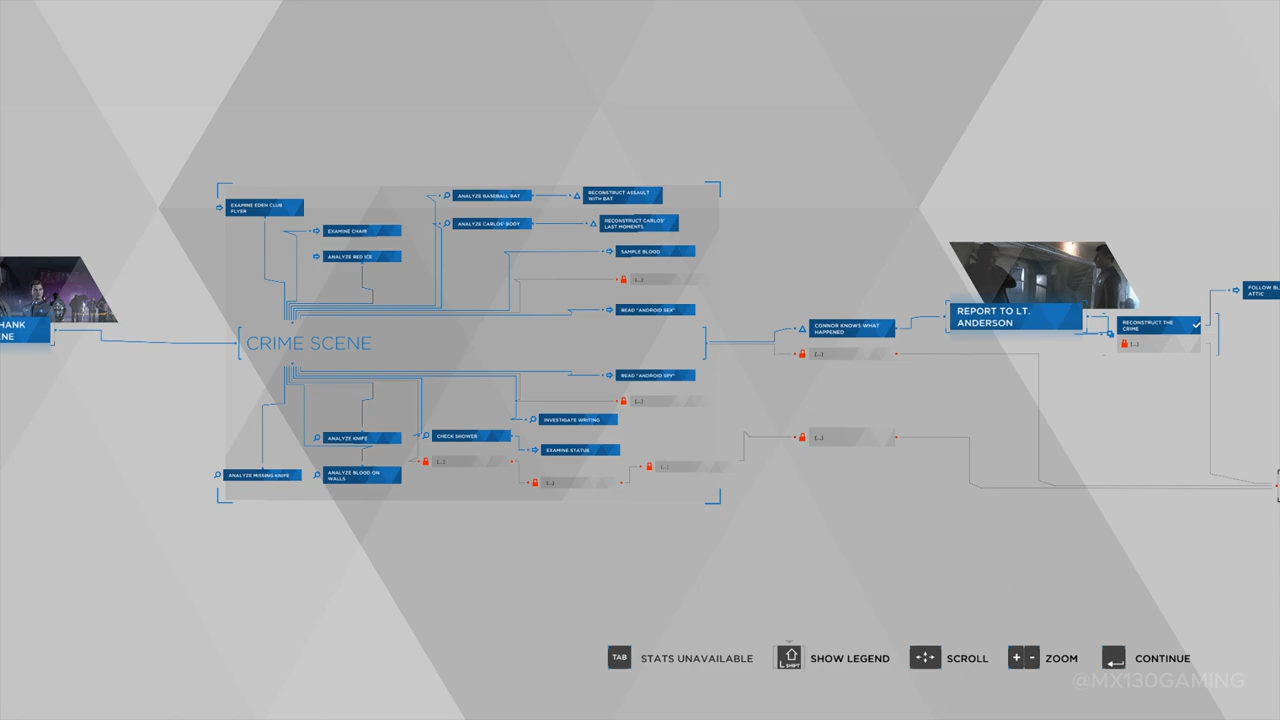 EXAMINE EDEN CLUB
FLYER
EXAMINE CHAIR
ANALYZE RED ICE
ANALYZE BASEBALL BAT
RECONSTRUCT ASSAULT
WITH BAT
ANALYZE CARLOS' BODY
RECONSTRUCT CARLOS'
LAST MOMENTS
SAMPLE BLOOD
[...]
READ "ANDROID SEX"
HANK
NE
CRIME SCENE
CONNOR KNOWS WHAT
HAPPENED
[...]
REPORT TO LT.
ANDERSON
RECONSTRUCT THE
CRIME
[...]
FOLLOW BL
ATTIC
READ "ANDROID SPY"
[...]
INVESTIGATE WRITING
ANALYZE KNIFE
CHECK SHOWER
EXAMINE STATUE
[...]
[...]
[...]
[...]
ANALYZE MISSING KNIFE
ANALYZE BLOOD ON
WALLS
TAB STATS UNAVAILABLE
L SHIFT SHOW LEGEND
SCROLL
+ - ZOOM
CONTINUE
@MX130GAMING